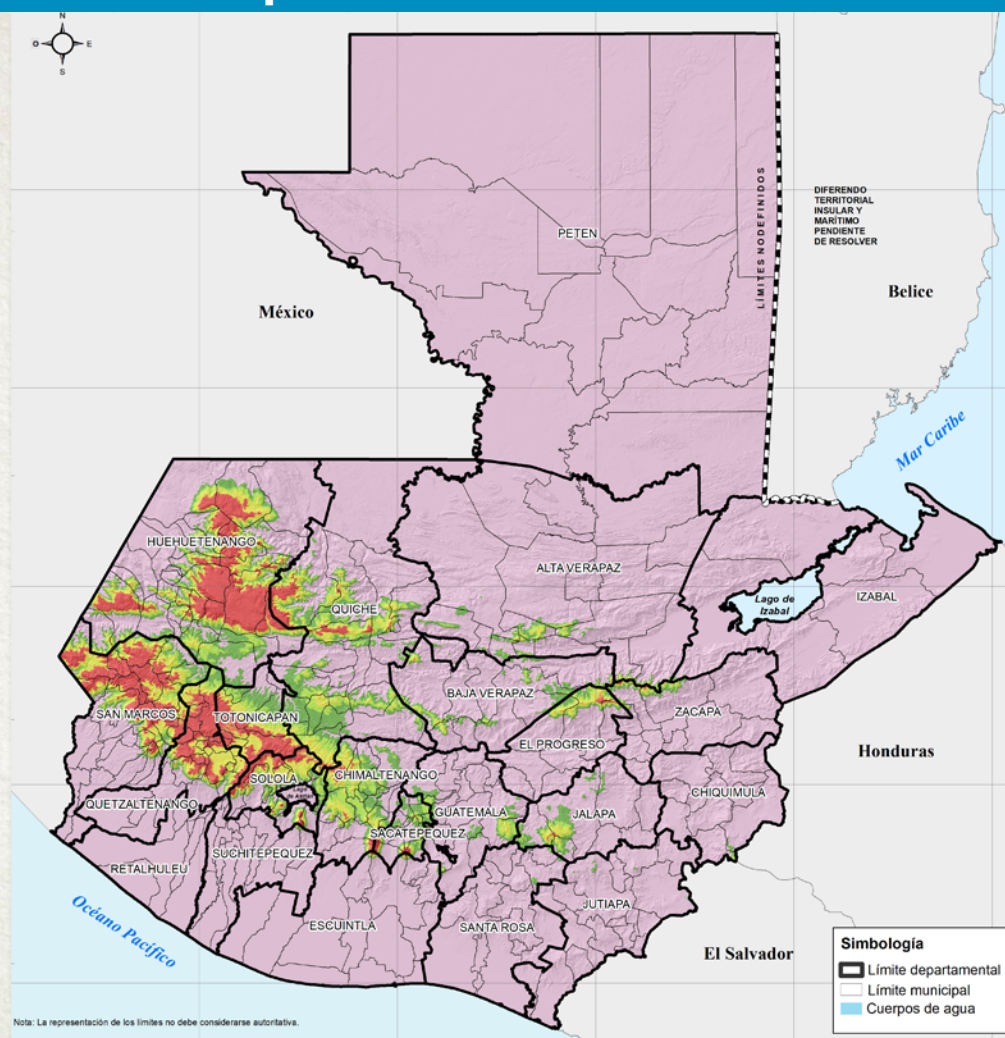 N
O
E
S
PETEN
LÍMITES NODEFINIDOS
DIFERENDO
TERRITORIAL
INSULAR Y
MARÍTIMO
PENDIENTE
DE RESOLVER
México
Belice
Mar Caribe
HUEHUETENANGO
ALTA VERAPAZ
QUICHE
Lago de
Izabal
IZABAL
BAJA VERAPAZ
SAN MARCOS
TOTONICAPAN
ZACAPA
EL PROGRESO
Honduras
SOLOLA
CHIMALTENANGO
CHIQUIMULA
Lago
QUETZALTENANGO
GUATEMALA
JALAPA
SACATEPEQUEZ
SUCHITEPEQUEZ
RETALHULEU
JUTIAPA
Océano Pacífico
ESCUINTLA
SANTA ROSA
El Salvador
Simbología
Límite departamental
Límite municipal
Cuerpos de agua
Nota: La representación de los límites no debe considerarse autoritativa.